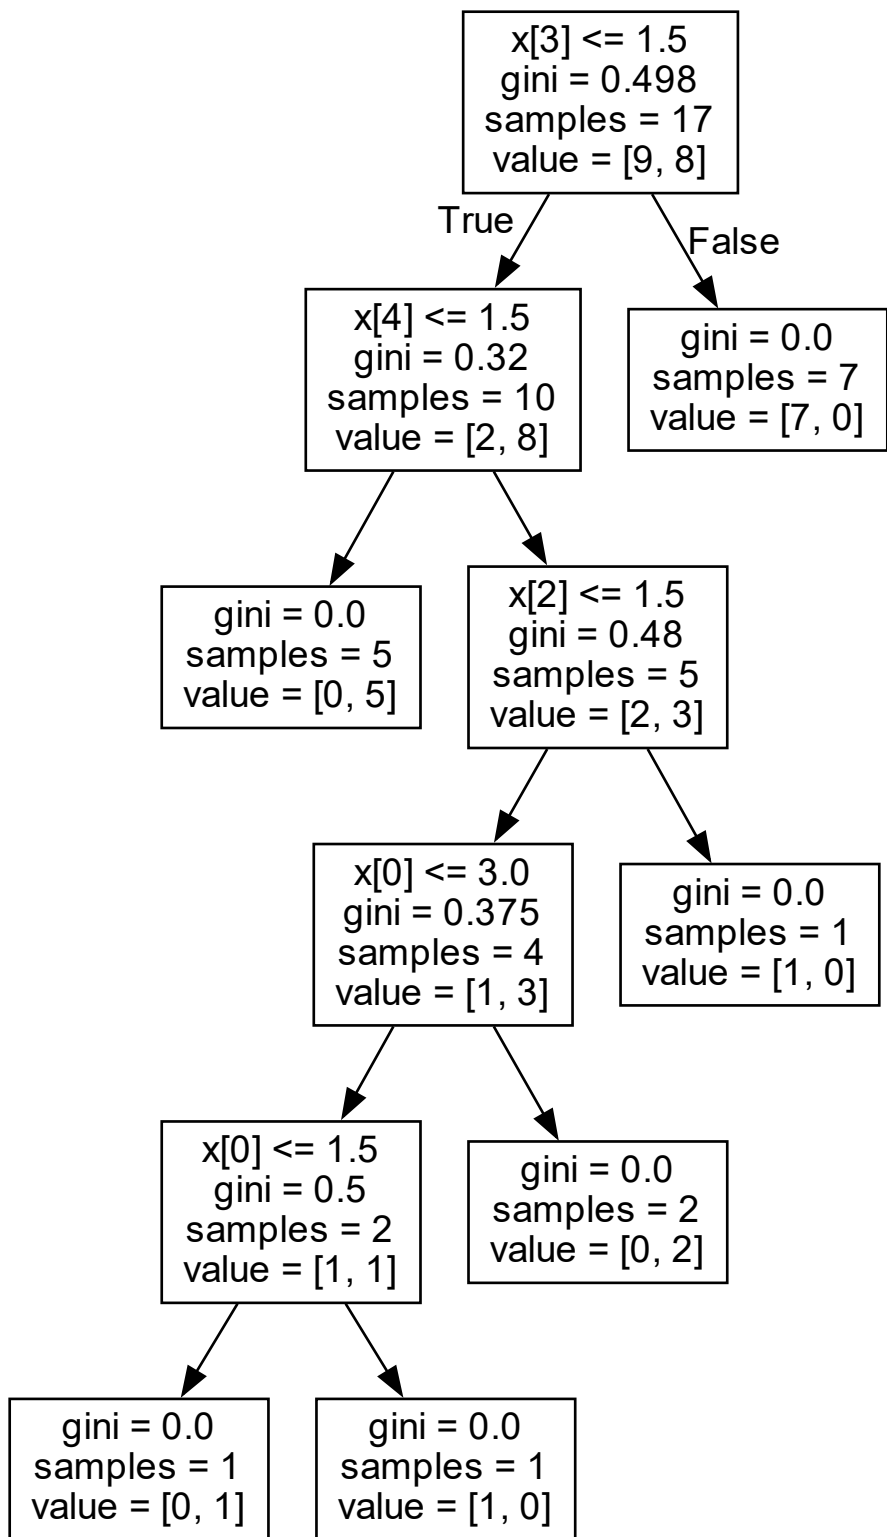 x[3] <= 1.5
gini = 0.498
samples = 17
value = [9, 8]
True
False
x[4] <= 1.5
gini = 0.32
samples = 10
value = [2, 8]
gini = 0.0
samples = 7
value = [7, 0]
gini = 0.0
samples = 5
value = [0, 5]
x[2] <= 1.5
gini = 0.48
samples = 5
value = [2, 3]
x[0] <= 3.0
gini = 0.375
samples = 4
value = [1, 3]
gini = 0.0
samples = 1
value = [1, 0]
x[0] <= 1.5
gini = 0.5
samples = 2
value = [1, 1]
gini = 0.0
samples = 2
value = [0, 2]
gini = 0.0
samples = 1
value = [0, 1]
gini = 0.0
samples = 1
value = [1, 0]